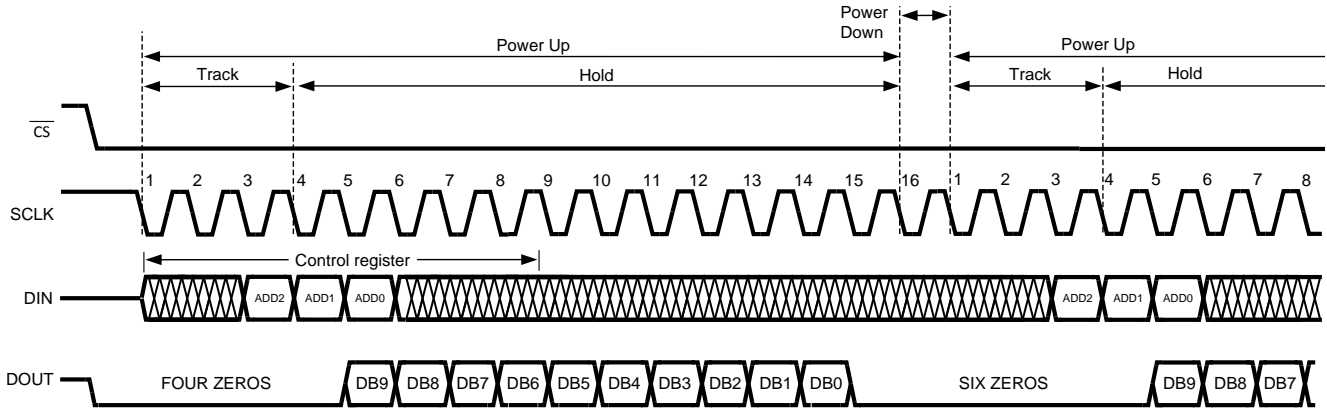 Power
Down
Power Up
Power Up
Track
Hold
Track
Hold
CS
SCLK
1 2 3 4 5 6 7 8 9 10 11 12 13 14 15 16 1 2 3 4 5 6 7 8
Control register
DIN
ADD2 ADD1 ADD0 ADD2 ADD1 ADD0
DOUT
FOUR ZEROS DB9 DB8 DB7 DB6 DB5 DB4 DB3 DB2 DB1 DB0 SIX ZEROS DB9 DB8 DB7